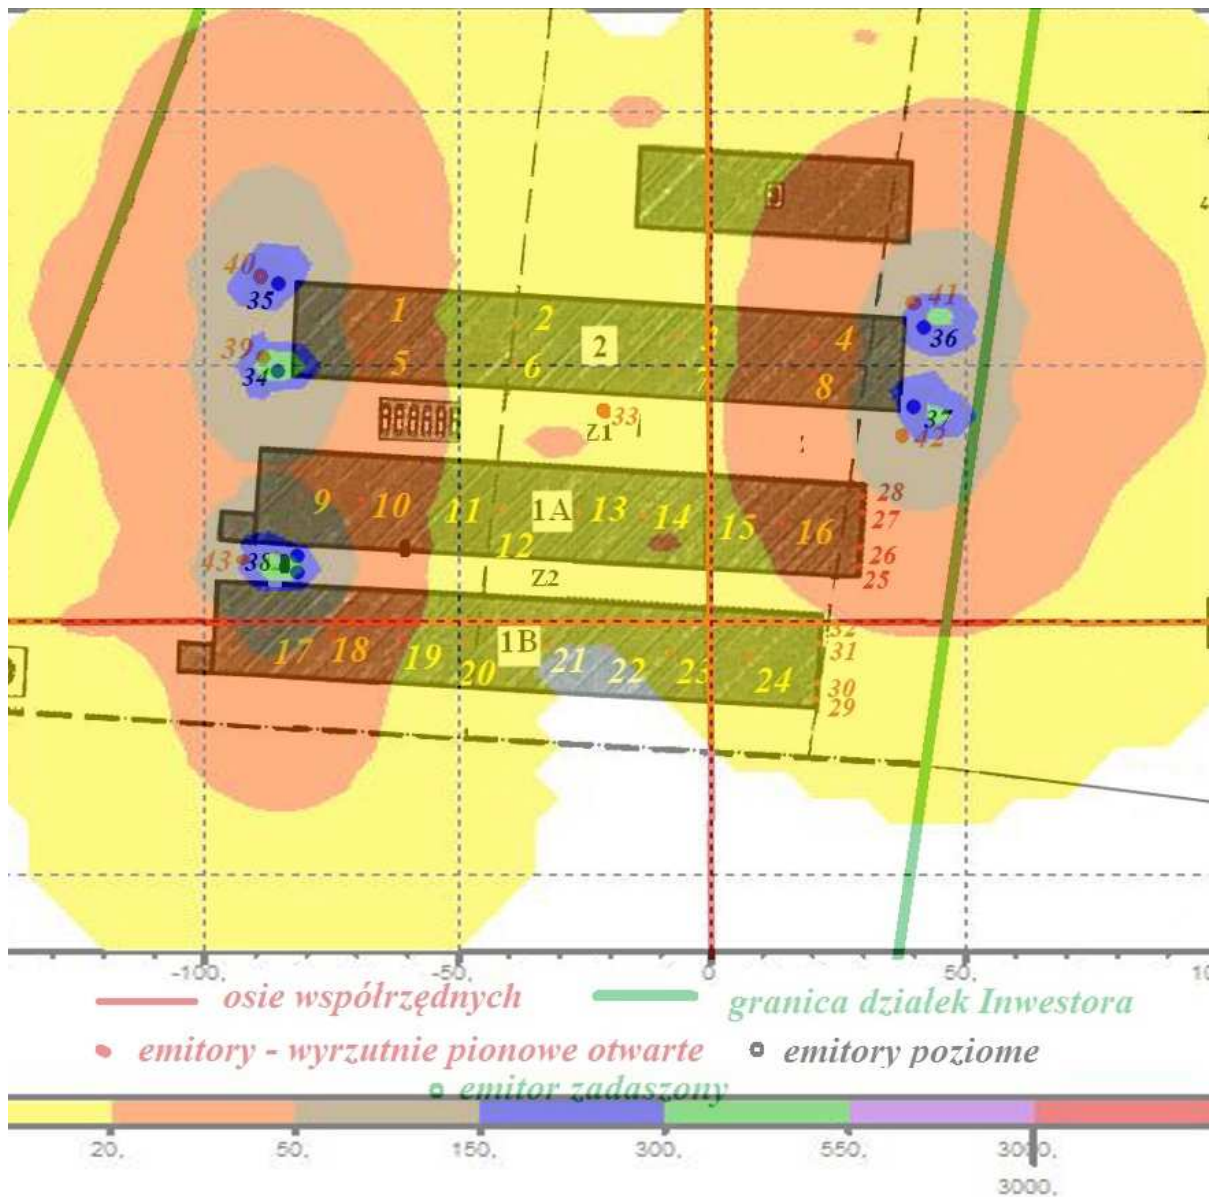 40
35
41
36
1 2 3 4
39
34
5 6 2 8
37
33
Z1
42
28
9 10 11 1A 13 14 15 16
27
12
26
43 38
Z2
25
32
17 18 19 20 1B 21 22 23 24
31
30
29
-100. -50. 0 50.
osie współrzędnych granica działek Inwestora
emitory - wyrzutnie pionowe otwarte emitory poziome
emitor zadaszony
20. 50. 150. 300. 550. 3000.
3000.